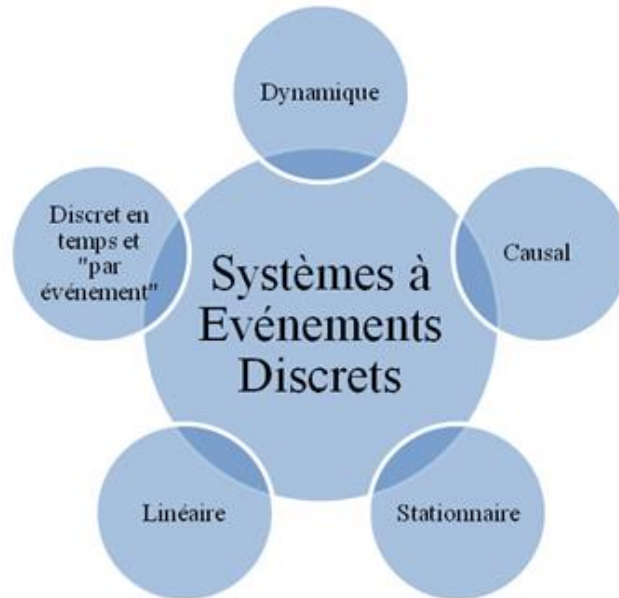 Dynamique
Discret en
temps et
"par
événement"
Systèmes à
Evénements
Discrets
Causal
Linéaire
Stationnaire